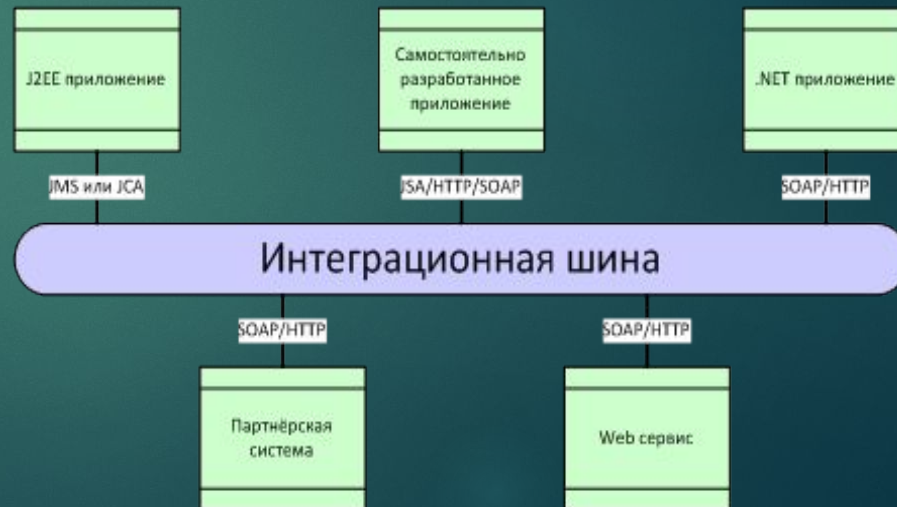 J2EE приложение
Самостоятельно
разработанное
приложение
.NET приложение
JMS или JCA
JSA/HTTP/SOAP
SOAP/HTTP
Интеграционная шина
SOAP/HTTP
SOAP/HTTP
Партнёрская
система
Web сервис